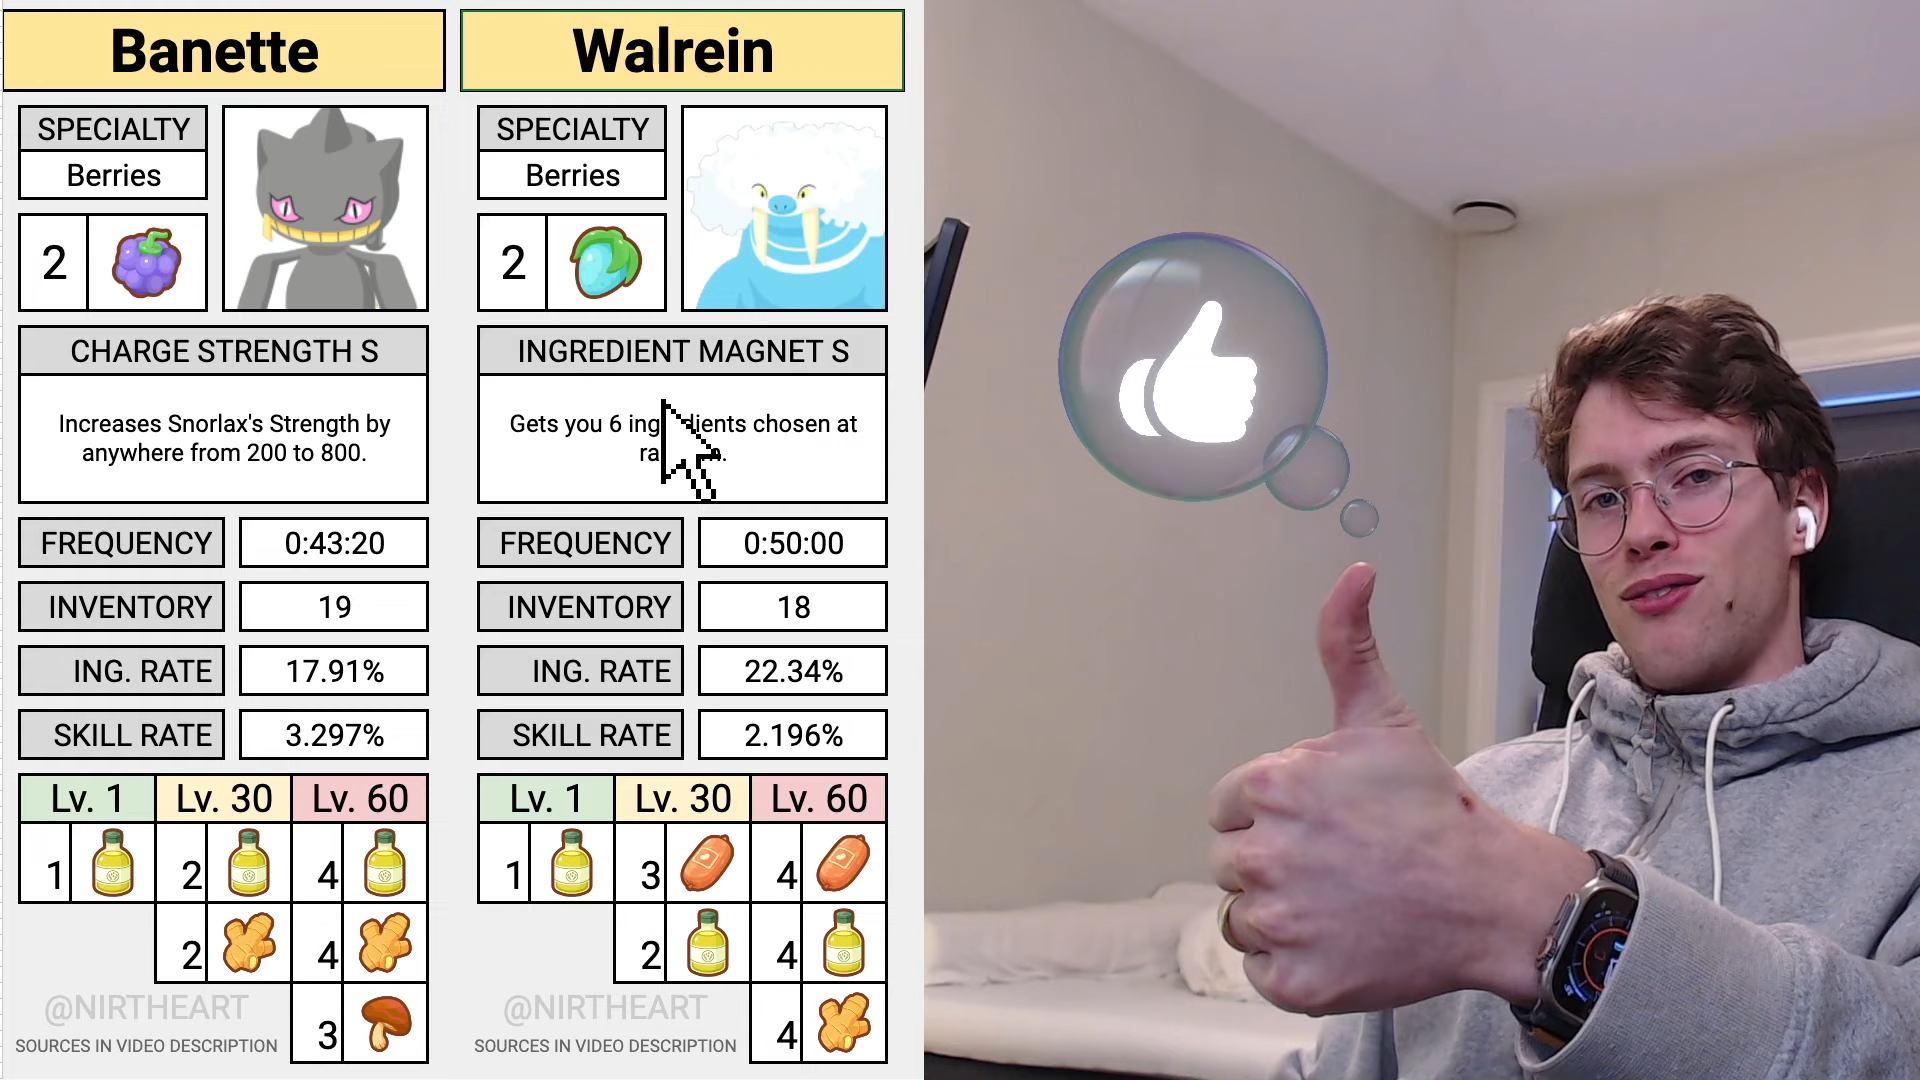 Banette
SPECIALTY
Berries
2
CHARGE STRENGTH S
Increases Snorlax's Strength by
anywhere from 200 to 800.
FREQUENCY 0:43:20
INVENTORY 19
ING. RATE 17.91%
SKILL RATE 3.297%
Lv. 1 Lv. 30 Lv. 60
1 2 4
2 4
3
@NIRTHEART
SOURCES IN VIDEO DESCRIPTION
Walrein
SPECIALTY
Berries
2
INGREDIENT MAGNET S
Gets you 6 ingredients chosen at
FREQUENCY 0:50:00
INVENTORY 18
ING. RATE 22.34%
SKILL RATE 2.196%
Lv. 1 Lv. 30 Lv. 60
1 3 4
2 4
4
@NIRTHEART
SOURCES IN VIDEO DESCRIPTION